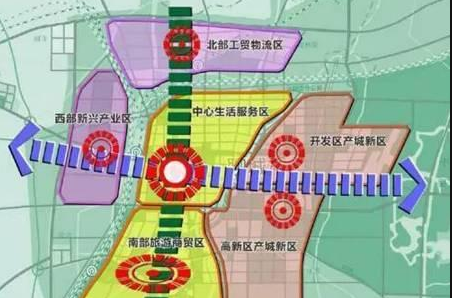 北部工贸物流区
西部新兴产业区
中心生活服务区
开发区产城新区
南部旅游商贸区
高新区产城新区